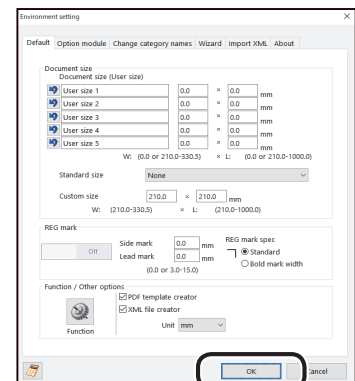 Environment setting
Default Option module Change category names Wizard Import XML About
Document size
Document size (User size)
User size 1 0.0 × 0.0 mm
User size 2 0.0 × 0.0 mm
User size 3 0.0 × 0.0 mm
User size 4 0.0 × 0.0 mm
User size 5 0.0 × 0.0 mm
W: (0.0 or 210.0-330.5) × L: (0.0 or 210.0-1000.0)
Standard size None
Custom size 210.0 × 210.0 mm
W: (210.0-330.5) × L: (210.0-1000.0)
REG mark
Off
Side mark 0.0 mm
Lead mark 0.0 mm
(0.0 or 3.0-15.0)
REG mark spec
Standard
Bold mark width
Function / Other options
Function
PDF template creator
XML file creator
Unit mm
OK
Cancel